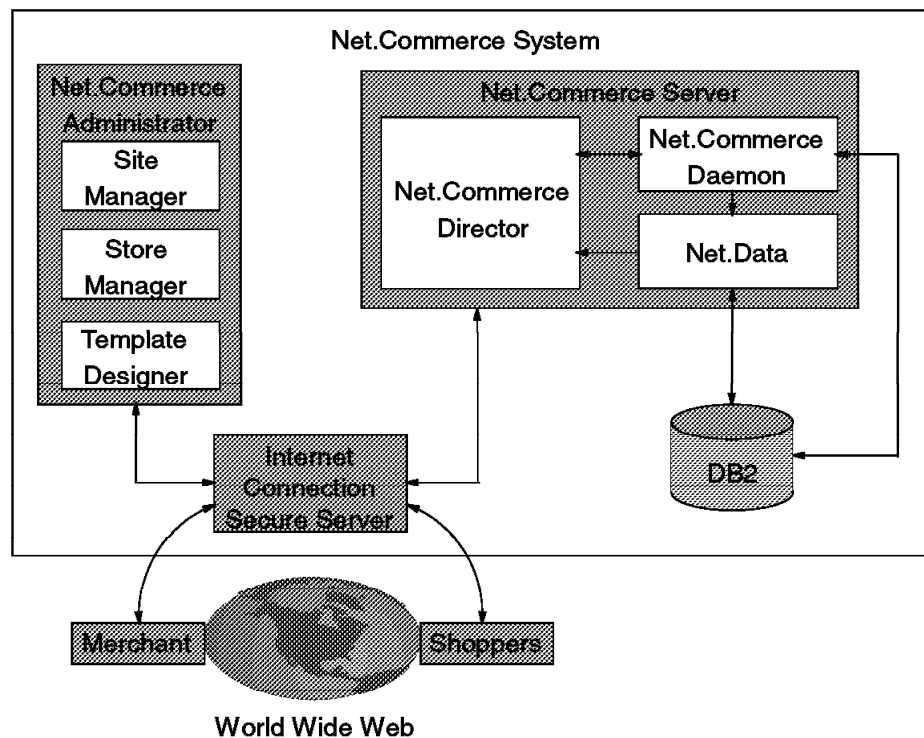 Net.Commerce System
Net.Commerce
Administrator
Site
Manager
Store
Manager
Template
Designer
Net.Commerce Server
Net.Commerce
Director
Net.Commerce
Daemon
Net.Data
DB2
Internet
Connection
Secure Server
Merchant
Shoppers
World Wide Web